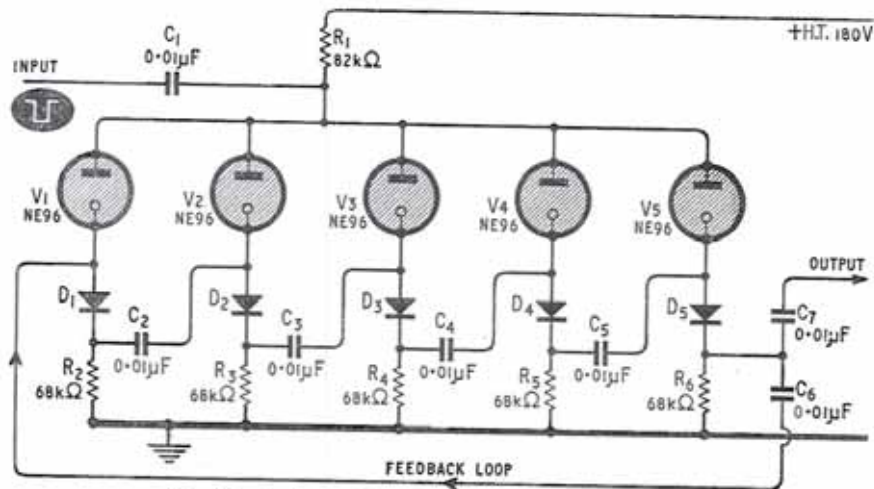 +H.T. 180V
C1
0·01µF
R1
82kΩ
INPUT
V1
NE96
V2
NE96
V3
NE96
V4
NE96
V5
NE96
OUTPUT
D1
C2
0·01µF
D2
C3
0·01µF
D3
C4
0·01µF
D4
C5
0·01µF
D5
C7
0·01µF
R2
68kΩ
R3
68kΩ
R4
68kΩ
R5
68kΩ
R6
68kΩ
C6
0·01µF
FEEDBACK LOOP